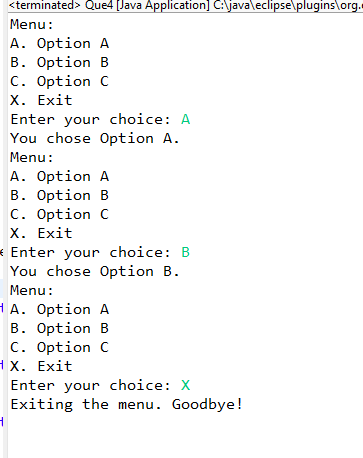 <terminated> Que4 [Java Application] C:\java\eclipse\plugins\org.
Menu:
A. Option A
B. Option B
C. Option C
X. Exit
Enter your choice: A
You chose Option A.
Menu:
A. Option A
B. Option B
C. Option C
X. Exit
Enter your choice: B
You chose Option B.
Menu:
A. Option A
B. Option B
C. Option C
X. Exit
Enter your choice: X
Exiting the menu. Goodbye!